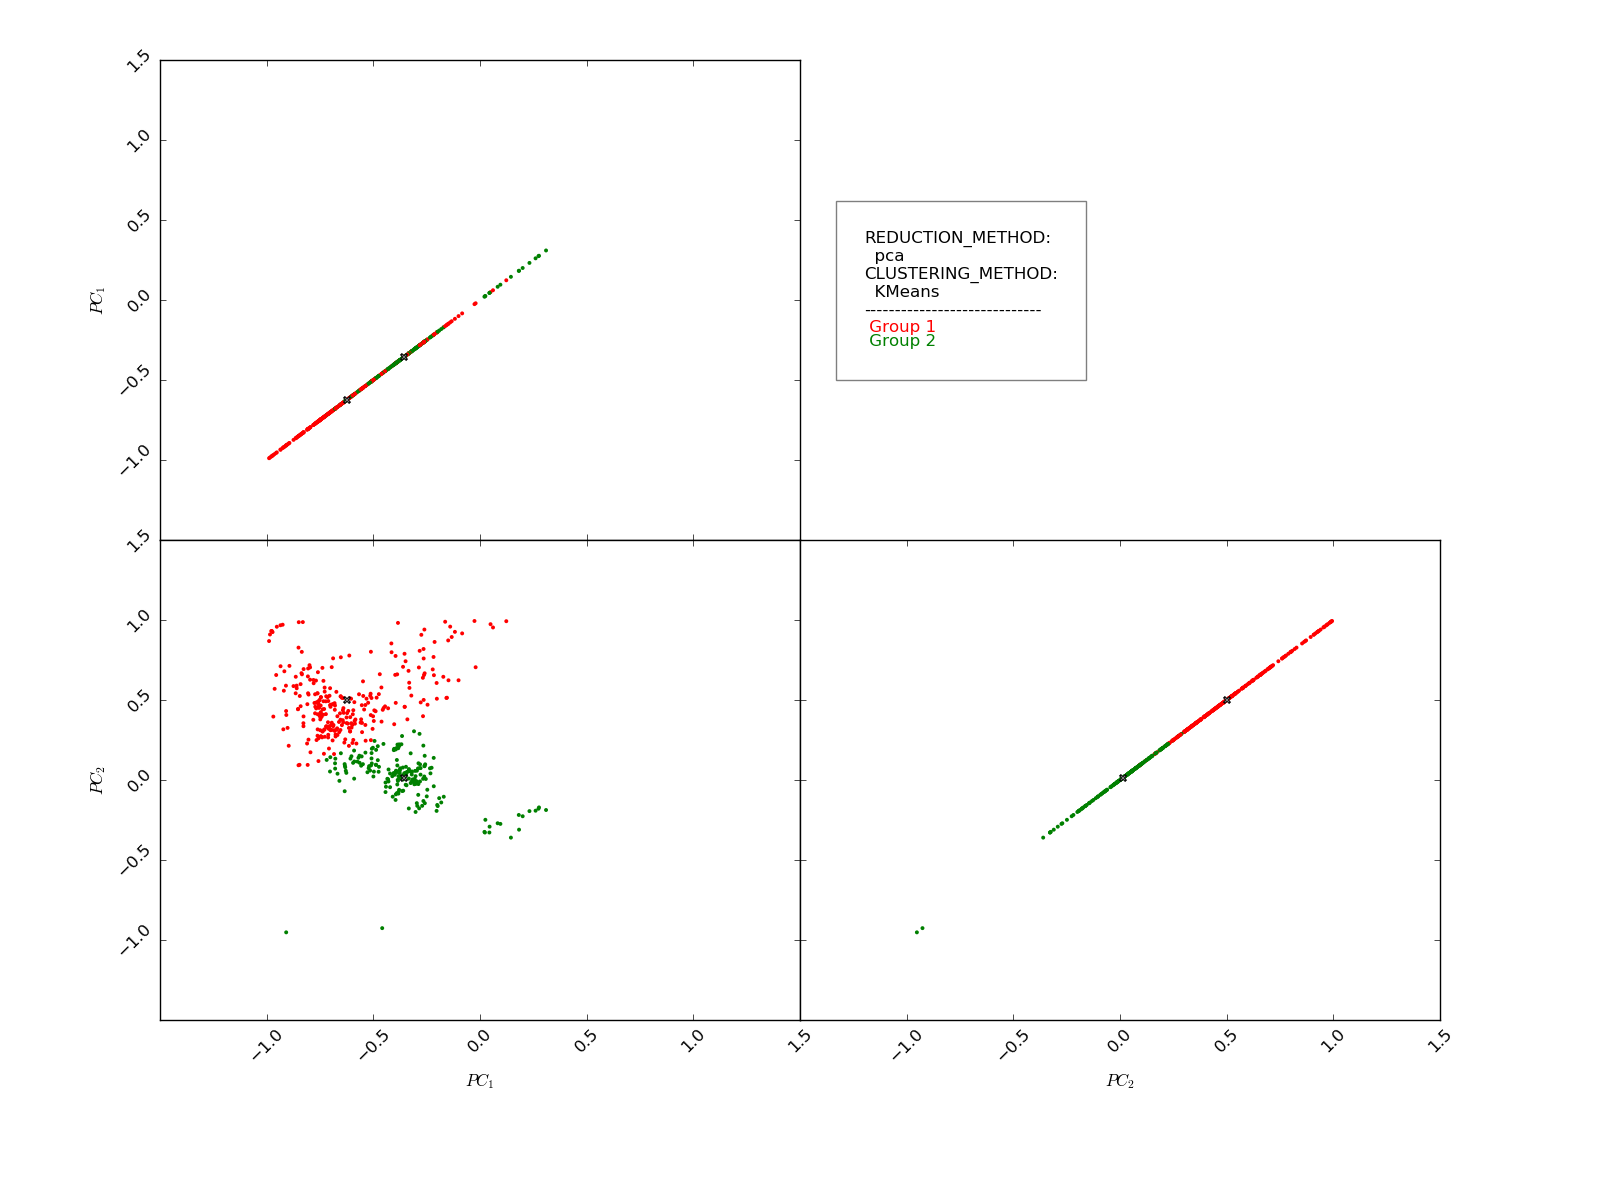 1.5
1.0
0.5
0.0
−0.5
−1.0
PC1
REDUCTION_METHOD:
pca
CLUSTERING_METHOD:
KMeans
-----------------------------
Group 1
Group 2
1.5
1.0
0.5
0.0
−0.5
−1.0
PC2
−1.0 −0.5 0.0 0.5 1.0 1.5
−1.0 −0.5 0.0 0.5 1.0 1.5
PC1
PC2